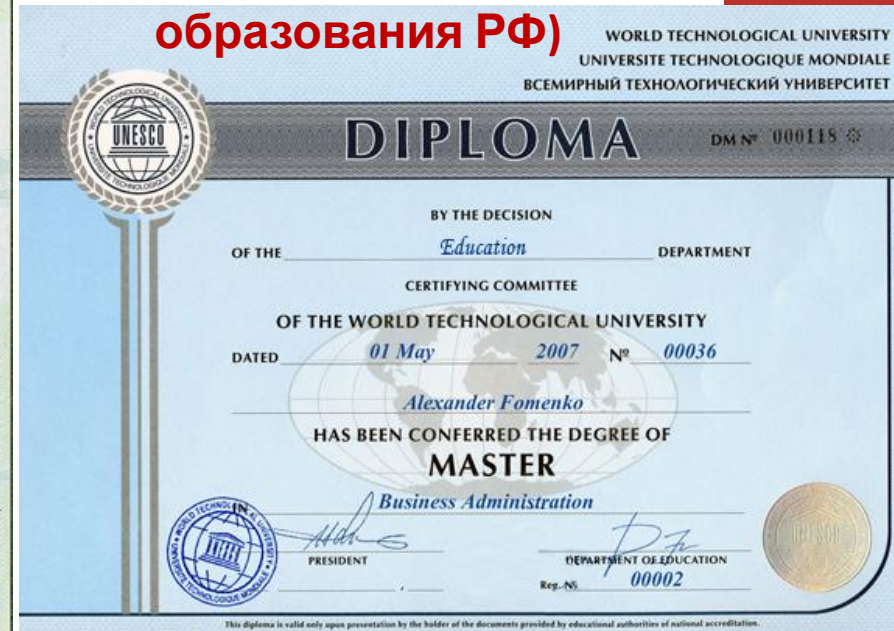 образования РФ)
WORLD TECHNOLOGICAL UNIVERSITY
UNIVERSITE TECHNOLOGIQUE MONDIALE
ВСЕМИРНЫЙ ТЕХНОЛОГИЧЕСКИЙ УНИВЕРСИТЕТ
UNESCO
DIPLOMA
DM № 000118
BY THE DECISION
OF THE Education DEPARTMENT
CERTIFYING COMMITTEE
OF THE WORLD TECHNOLOGICAL UNIVERSITY
DATED 01 May 2007 № 00036
Alexander Fomenko
HAS BEEN CONFERRED THE DEGREE OF
MASTER
IN Business Administration
PRESIDENT
DEPARTMENT OF EDUCATION
Reg. № 00002
UNESCO
This diploma is valid only upon presentation by the holder of the documents provided by educational authorities of national accreditation.